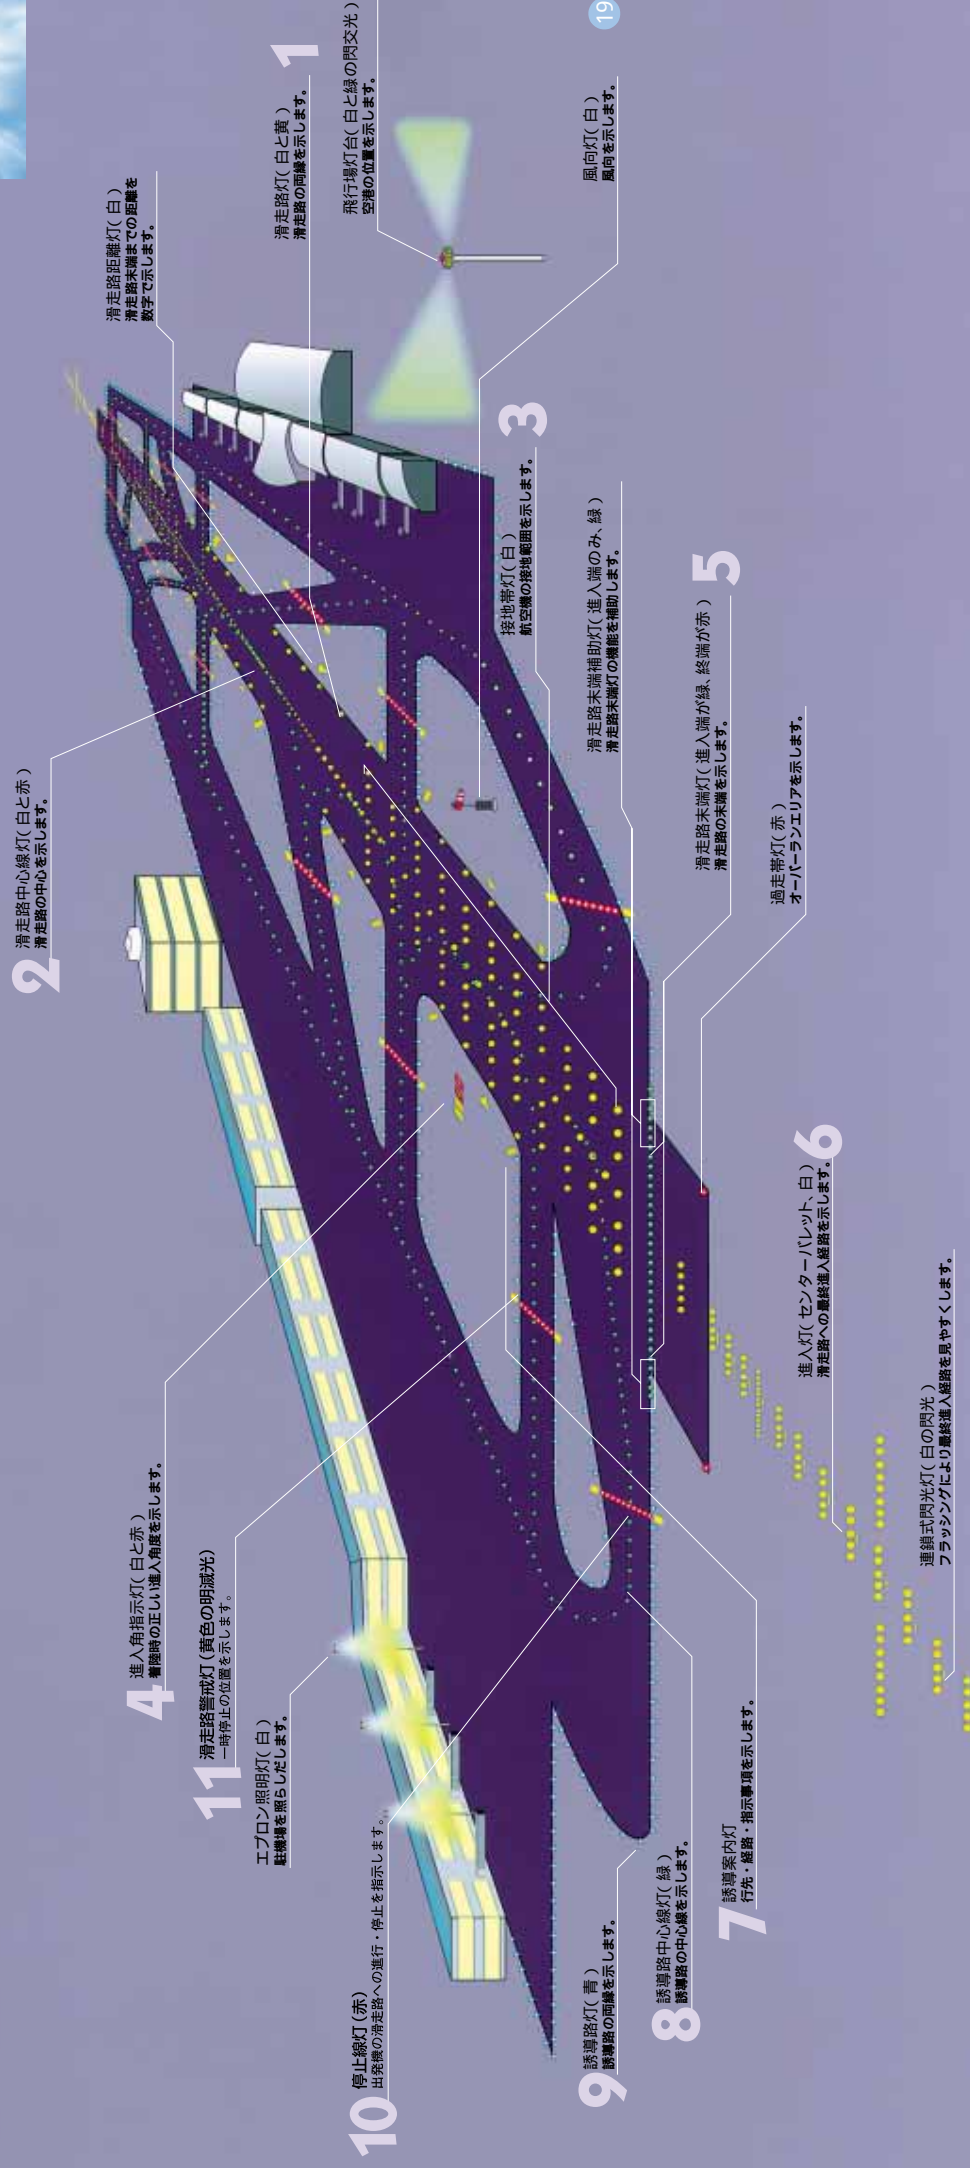 2
滑走路中心線灯(白と赤)
滑走路の中心を示します。
滑走路距離灯(白)
滑走路末端までの距離を
数字で示します。
1
滑走路灯(白と黄)
滑走路の両縁を示します。
飛行場灯台(白と緑の閃交光)
空港の位置を示します。
風向灯(白)
風向を示します。
19
4
進入角指示灯(白と赤)
着陸時の正しい進入角度を示します。
11
滑走路警戒灯(黄色の明滅光)
一時停止の位置を示します。
エプロン照明灯(白)
駐機場を照らしだします。
10
停止線灯(赤)
出発機の滑走路への進行・停止を指示します。
3
接地帯灯(白)
航空機の接地範囲を示します。
滑走路末端補助灯(進入端のみ、緑)
滑走路末端灯の機能を補助します。
5
滑走路末端灯(進入端が緑、終端が赤)
滑走路の末端を示します。
過走帯灯(赤)
オーバーランエリアを示します。
9
誘導路灯(青)
誘導路の両縁を示します。
8
誘導路中心線灯(緑)
誘導路の中心線を示します。
7
誘導案内灯
行先・経路・指示事項を示します。
6
進入灯(センターバレット、白)
滑走路への最終進入経路を示します。
連鎖式閃光灯(白の閃光)
フラッシングにより最終進入経路を見やすくします。